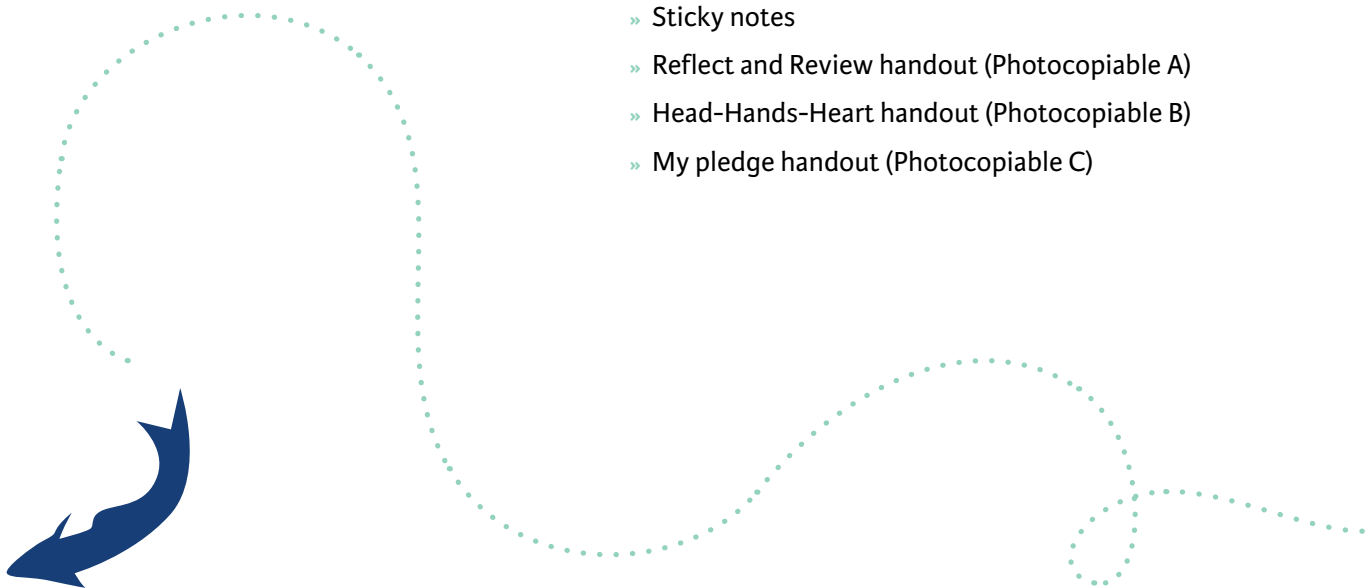 » Sticky notes
» Reflect and Review handout (Photocopiable A)
» Head-Hands-Heart handout (Photocopiable B)
» My pledge handout (Photocopiable C)